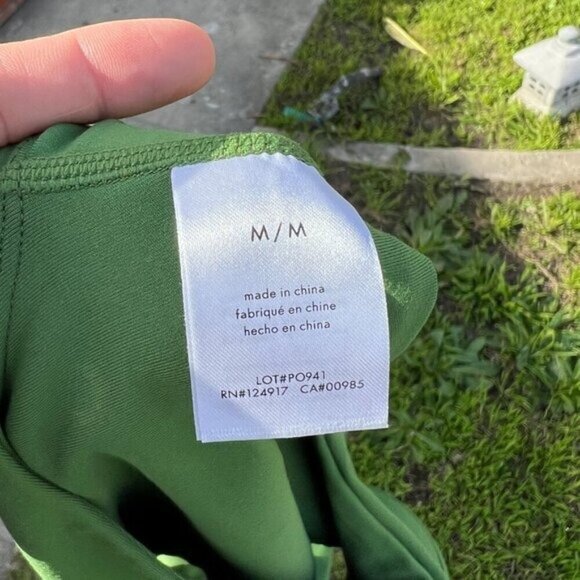 M/M
made in china
fabriqué en chine
hecho en china
LOT#PO941
RN#124917 CA#00985